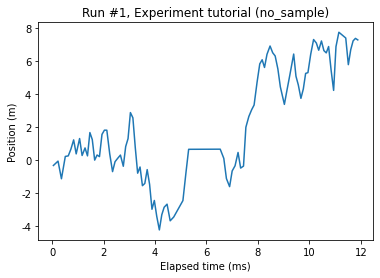 Run #1, Experiment tutorial (no_sample)
Position (m)
8
6
4
2
0
-2
-4
0 2 4 6 8 10 12
Elapsed time (ms)